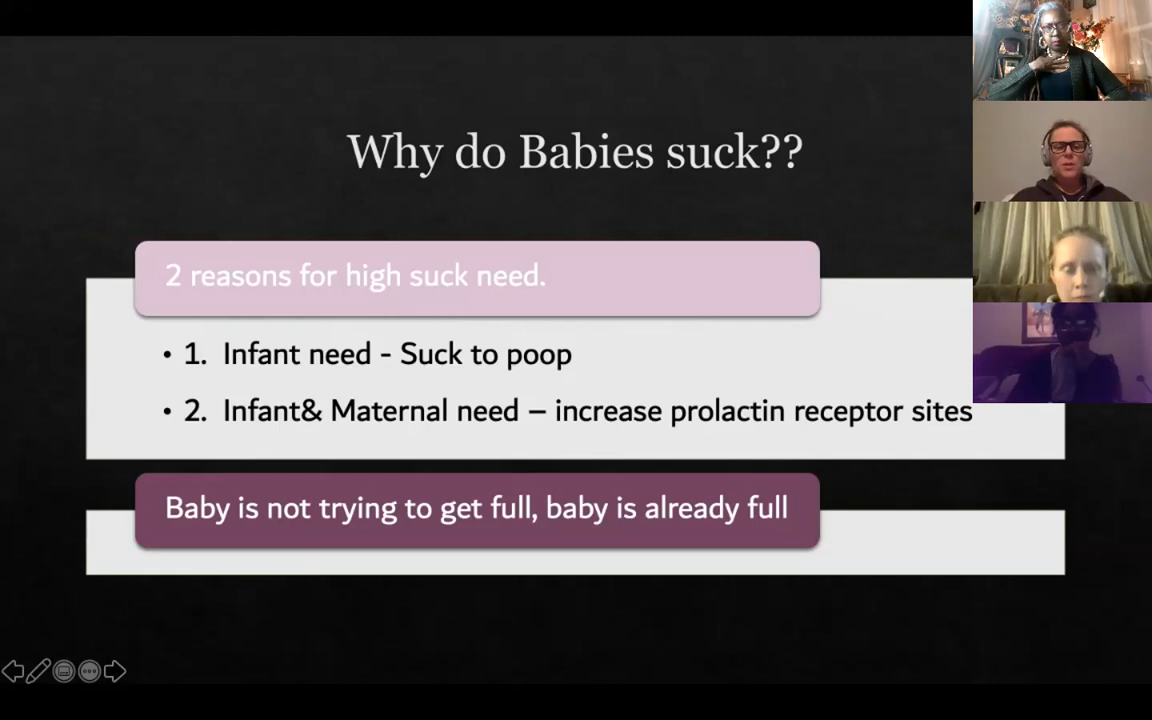 Why do Babies suck??
2 reasons for high suck need.
• 1. Infant need - Suck to poop
• 2. Infant& Maternal need – increase prolactin receptor sites
Baby is not trying to get full, baby is already full